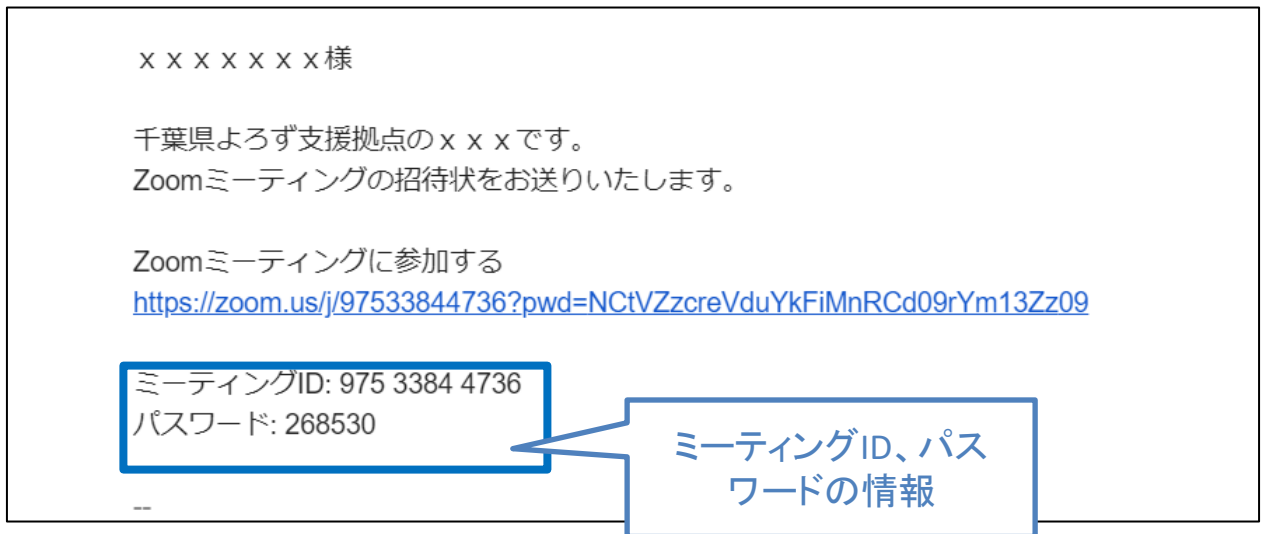 ｘｘｘｘｘｘｘ様
千葉県よろず支援拠点のｘｘｘです。
Zoomミーティングの招待状をお送りいたします。
Zoomミーティングに参加する
https://zoom.us/j/97533844736?pwd=NCtVZzcreVduYkFiMnRCd09rYm13Zz09
ミーティングID: 975 3384 4736
パスワード: 268530
ミーティングID、パス
ワードの情報
--